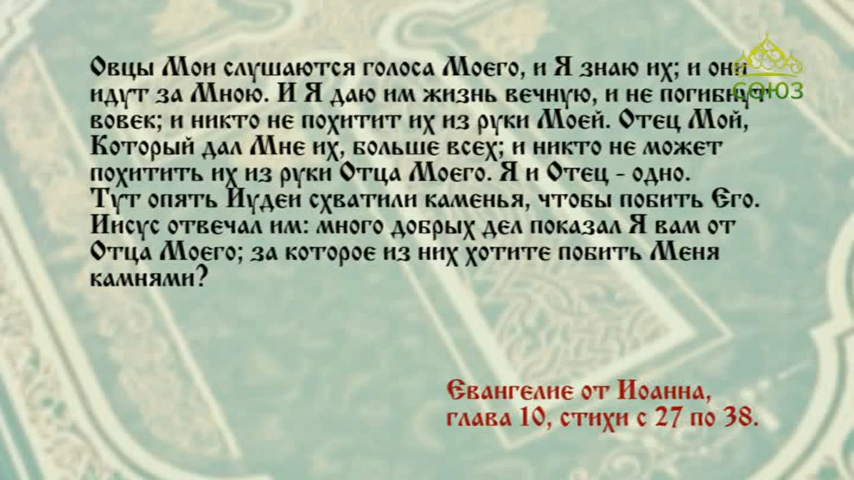 Овцы Мои слушаются голоса Моего, и Я знаю их; и они
идут за Мною. И Я даю им жизнь вечную, и не погибнут
вовек; и никто не похитит их из руки Моей. Отец Мой,
Который дал Мне их, больше всех; и никто не может
похитить их из руки Отца Моего. Я и Отец - одно.
Тут опять Иудеи схватили каменья, чтобы побить Его.
Иисус отвечал им: много добрых дел показал Я вам от
Отца Моего; за которое из них хотите побить Меня
камнями?
Евангелие от Иоанна,
глава 10, стихи с 27 по 38.
СОЮЗ